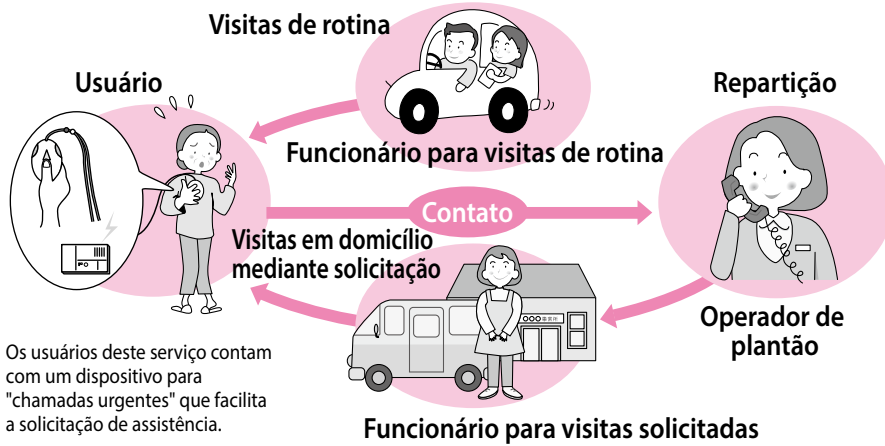 Visitas de rotina
Usuário
Repartição
Funcionário para visitas de rotina
Contato
Visitas em domicílio
mediante solicitação
Operador de
plantão
Os usuários deste serviço contam
com um dispositivo para
"chamadas urgentes" que facilita
a solicitação de assistência.
Funcionário para visitas solicitadas